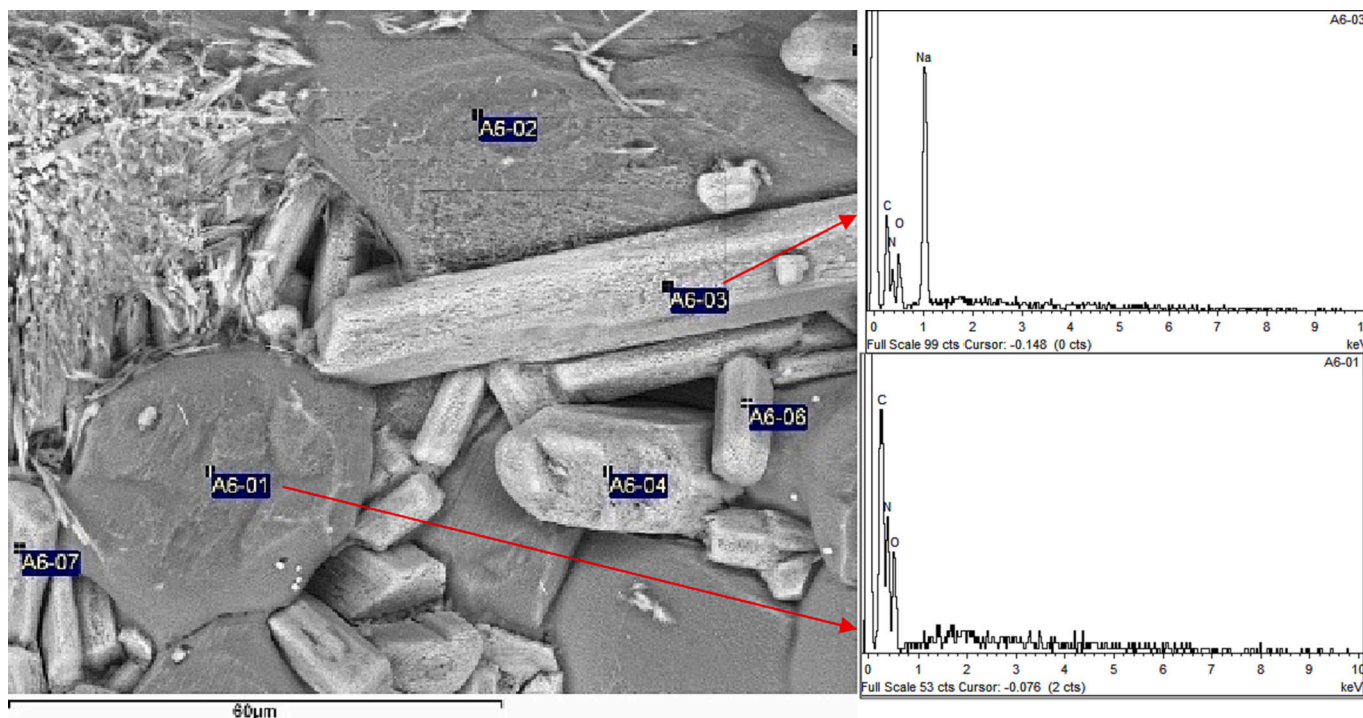 A6-02
A6-03
A6-06
A6-01
A6-04
A6-07
60μm
A6-03
Na
C
O
N
0 1 2 3 4 5 6 7 8 9 10
Full Scale 99 cts Cursor: -0.148 (0 cts) keV
A6-01
C
N
O
0 1 2 3 4 5 6 7 8 9 10
Full Scale 53 cts Cursor: -0.076 (2 cts) keV